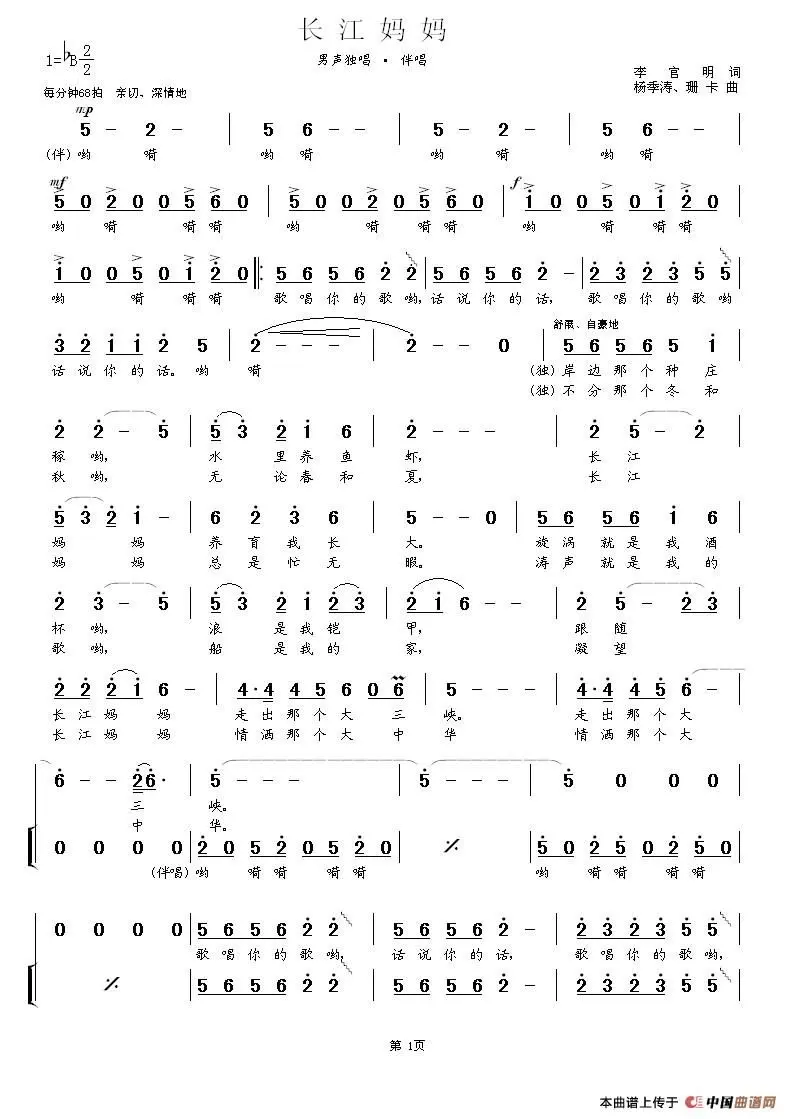 长江妈妈
男声独唱·伴唱
1=♭B 2/2
李官明 词
杨季涛、珊卡 曲
每分钟68拍 亲切、深情地
mp
5 - 2 - | 5 6 - - | 5 - 2 - | 5 6 - -
(伴)哟 嗬 哟 嗬 哟 嗬 哟 嗬
mf f
5 0 2 0 0 5 6 0 | 5 0 2 0 2 0 5 6 0 | 1 0 0 5 0 1 2 0
哟 嗬 嗬嗬 哟 嗬 嗬嗬 哟 嗬 嗬嗬
1 0 0 5 0 1 2 0 |: 5 6 5 6 2 2 | 5 6 5 6 2 - | 2 3 2 3 5 5
哟 嗬 嗬嗬 歌唱你的歌哟, 话说你的话, 歌唱你的歌哟
舒展、自豪地
3 2 1 1 2 5 | 2 - - - | 2 - - 0 | 5 6 5 6 5 1
话说你的话。哟 嗬 (独)岸边那个种庄
(独)不分那个冬和
2 2 - 5 | 5 3 2 1 6 | 2 - - | 2 5 - 2
稼哟, 水里养鱼虾, 长江
秋哟, 无论春和夏, 长江
5 3 2 1 - | 6 2 3 6 | 5 - - 0 | 5 6 5 6 1 6
妈妈 养育我长大。 旋涡就是我酒
妈妈 总是忙无暇。 涛声就是我的
2 3 - 5 | 5 3 2 1 2 3 | 2 1 6 - - | 2 5 - 2 3
杯哟, 浪是我铠甲, 跟随
歌哟, 船是我的家, 凝望
2 2 2 1 6 - | 4·4 4 5 6 0 6 | 5 - - - | 4·4 4 5 6 -
长江妈妈 走出那个大三峡。 走出那个大
长江妈妈 情洒那个大中华。 情洒那个大
6 - - 2 6· | 5 - - - | 5 - - - | 5 0 0 0
三峡。
中华。
0 0 0 0 | 2 0 5 2 0 5 2 0 | ٪ | 5 0 2 5 0 2 5 0
(伴唱)哟 嗬嗬 嗬嗬 哟 嗬嗬 嗬嗬
0 0 0 0 | 5 6 5 6 2 2 | 5 6 5 6 2 - | 2 3 2 3 5 5
歌唱你的歌哟, 话说你的话, 歌唱你的歌哟,
٪ | 5 6 5 6 2 2 | 5 6 5 6 2 - | 2 3 2 3 5 5
第 1页
本曲谱上传于 中国曲谱网